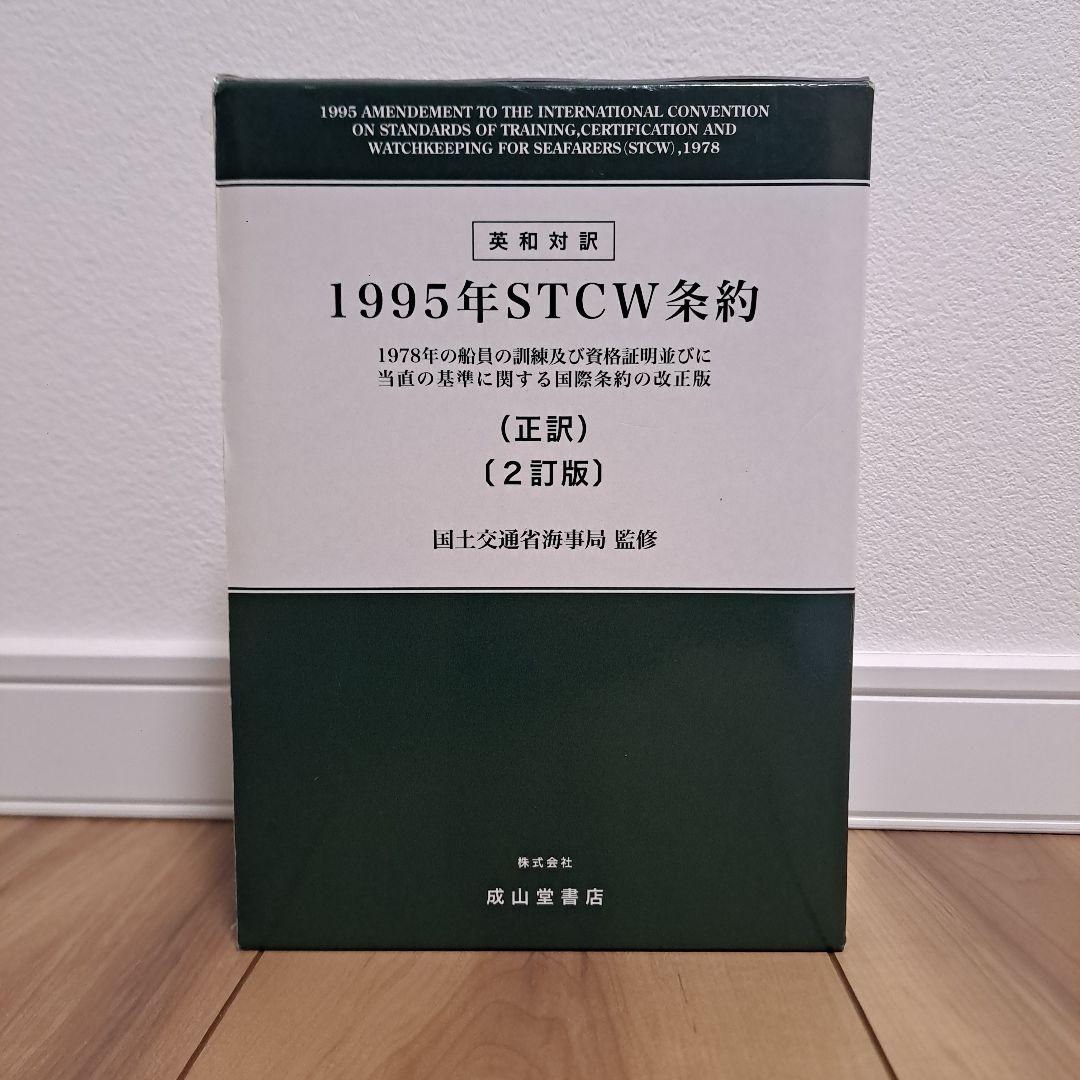 1995 AMENDEMENT TO THE INTERNATIONAL CONVENTION
ON STANDARDS OF TRAINING,CERTIFICATION AND
WATCHKEEPING FOR SEAFARERS(STCW),1978
英和対訳
1995年STCW条約
1978年の船員の訓練及び資格証明並びに
当直の基準に関する国際条約の改正版
(正訳)
〔2訂版〕
国土交通省海事局 監修
株式会社
成山堂書店